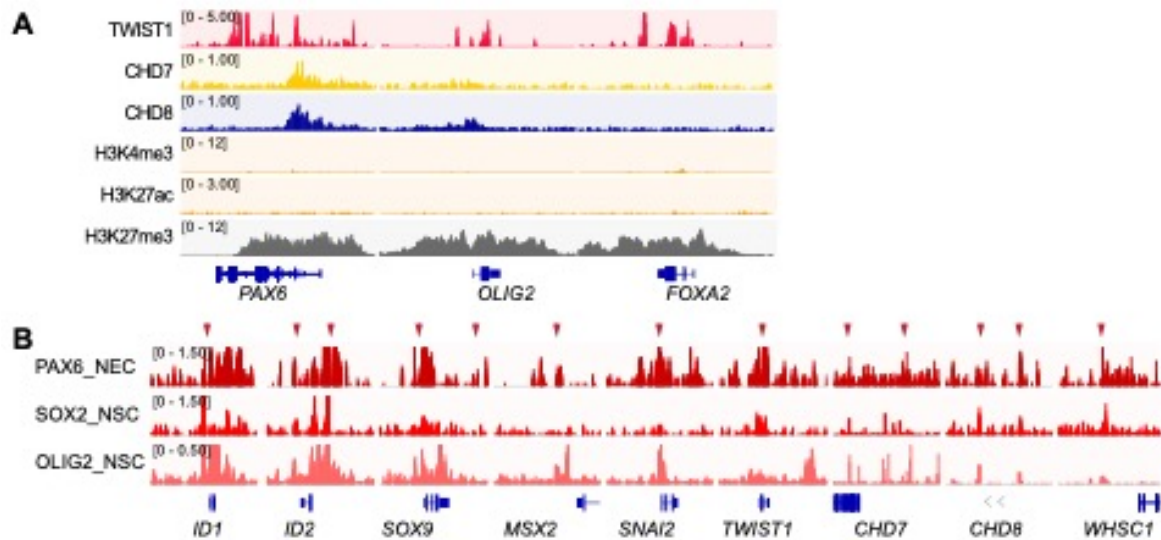 A
TWIST1 [0 - 5.00]
CHD7 [0 - 1.00]
CHD8 [0 - 1.00]
H3K4me3 [0 - 12]
H3K27ac [0 - 3.00]
H3K27me3 [0 - 12]
PAX6 OLIG2 FOXA2
B
PAX6_NEC [0 - 1.50]
SOX2_NSC [0 - 1.50]
OLIG2_NSC [0 - 0.50]
ID1 ID2 SOX9 MSX2 SNAI2 TWIST1 CHD7 CHD8 WHSC1